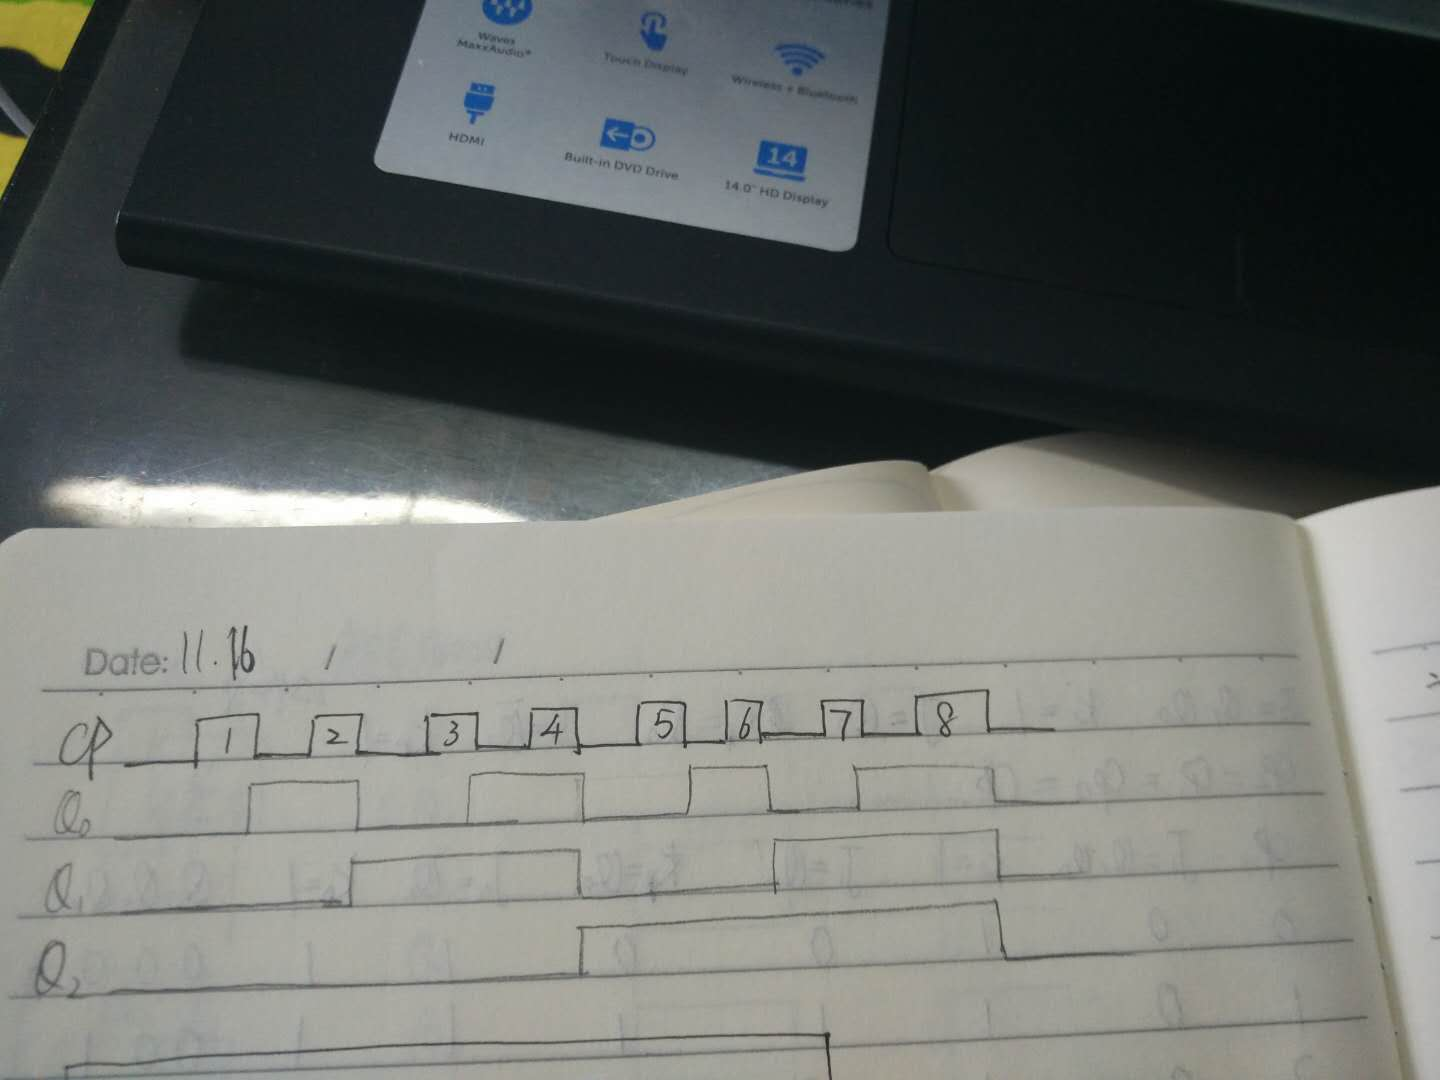 Waves
MaxxAudio®
Touch Display
Wireless + Bluetooth
HDMI
Built-in DVD Drive
14
14.0" HD Display
Date: 11.16 / /
CP 1 2 3 4 5 6 7 8
Q₀
Q₁
Q₂